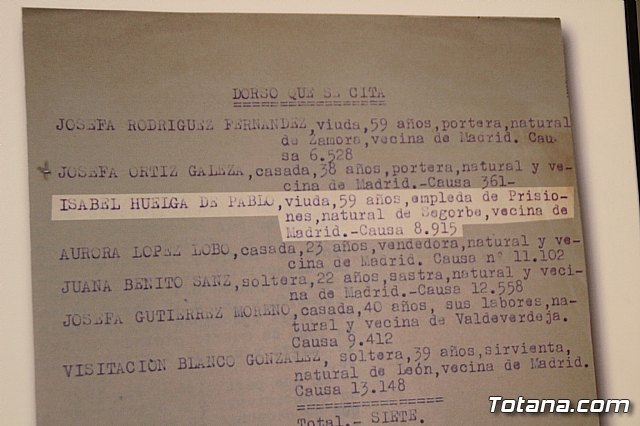 DORSO QUE SE CITA
JOSEFA RODRIGUEZ FERNANDEZ,viuda,59 años,portera,natural
de Zamora,vecina de Madrid. Cau-
sa 6.528
JOSEFA ORTIZ GALEZA,casada,38 años,portera,natural y ve-
cina de Madrid.-Causa 361-
ISABEL HUELGA DE PABLO,viuda,59 años,empleda de Prisio-
nes,natural de Segorbe,vecina de
Madrid.-Causa 8.915
AURORA LOPEZ LOBO,casada,23 años,vendedora,natural y ve-
cina de Madrid. Causa nº 11.102
JUANA BENITO SANZ,soltera,22 años,sastra,natural y veci-
na de Madrid.-Causa 12.558
JOSEFA GUTIERREZ MORENO,casada,40 años, sus labores,na-
tural y vecina de Valdeverdeja.
Causa 9.412
VISITACIÓN BLANCO GONZALEZ, soltera,39 años,sirvienta,
natural de León,vecina de Madrid.
Causa 13.148
Total.- SIETE.
Totana.com